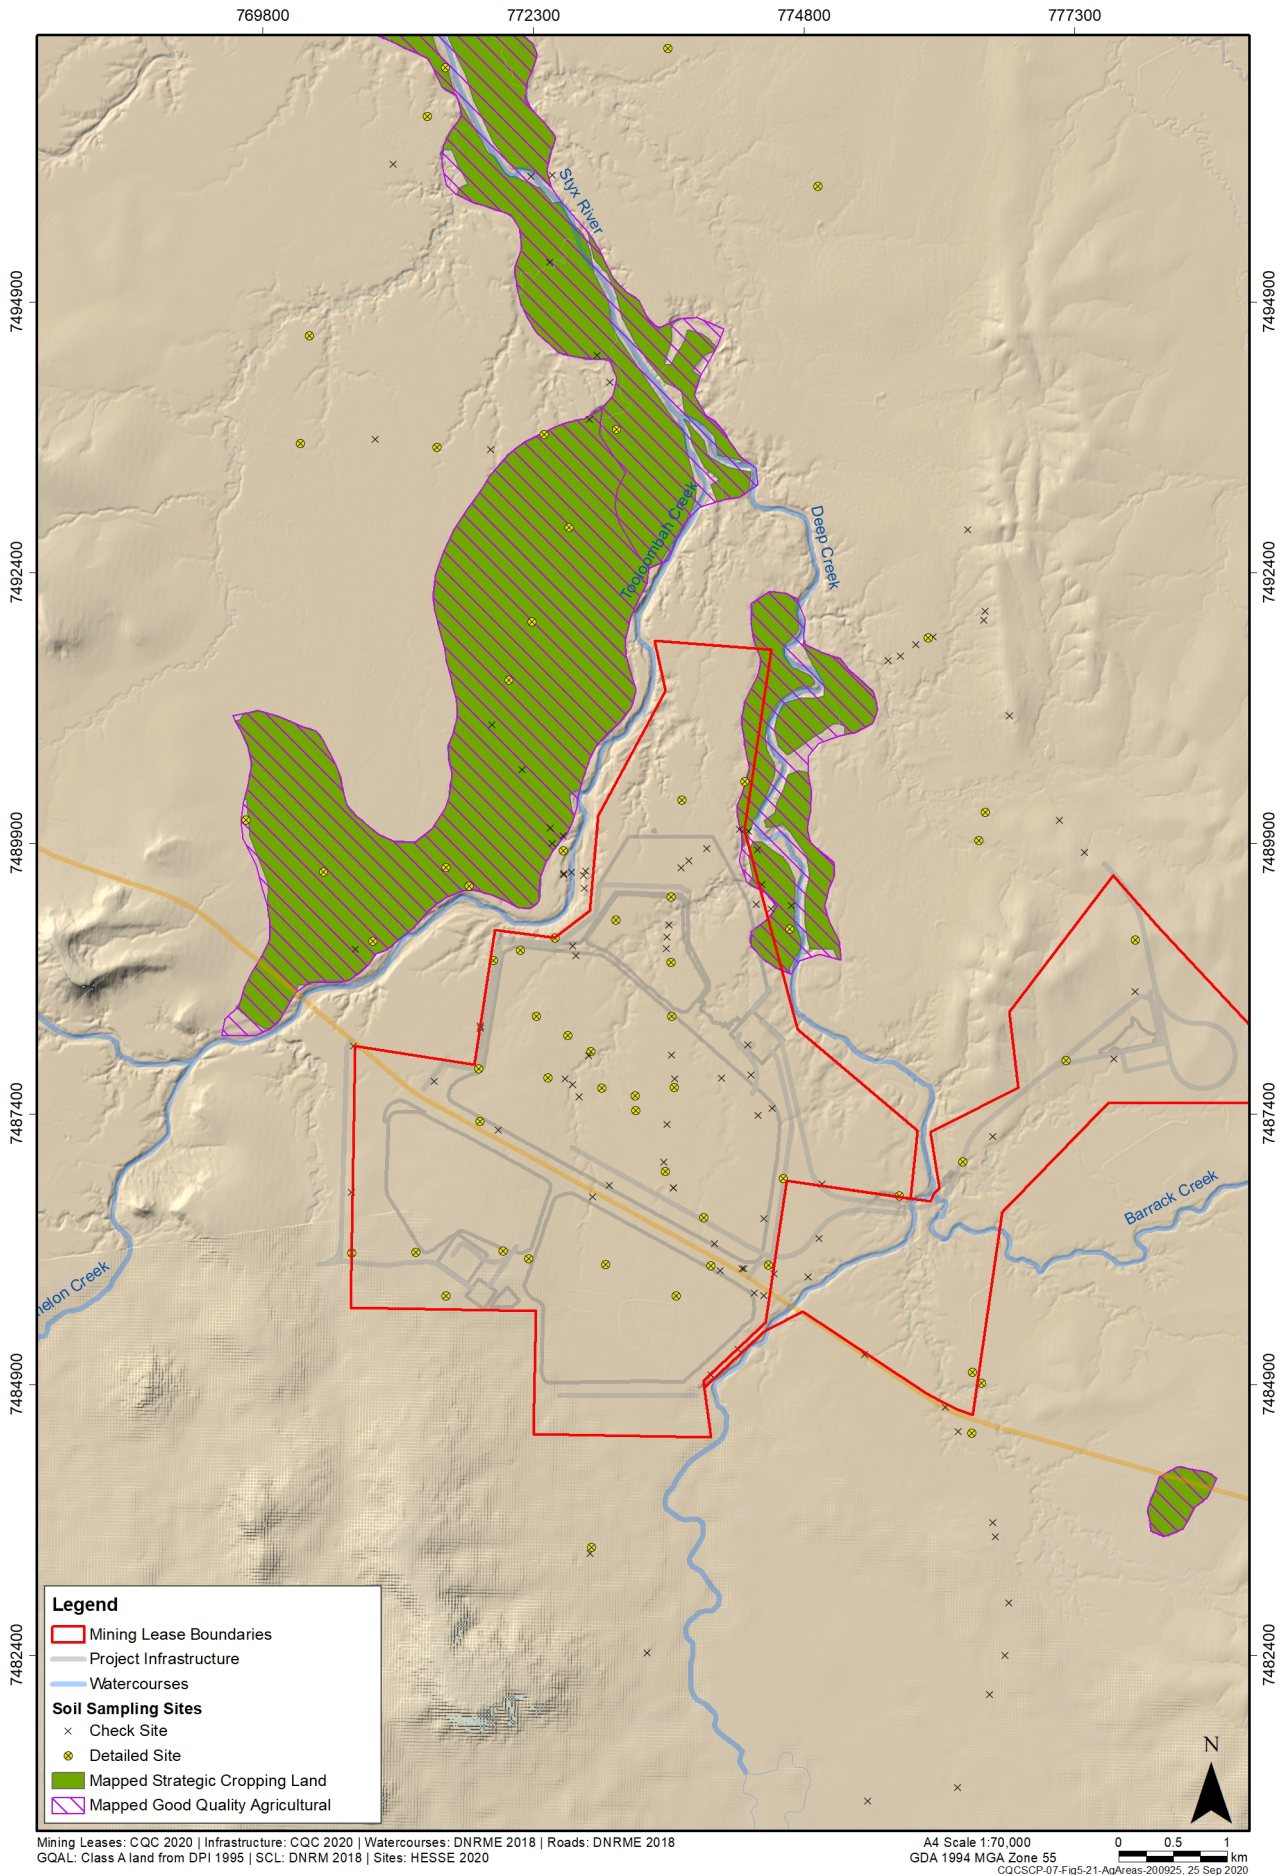 769800
772300
774800
777300
7494900
7494900
Styx River
Tooloombah Creek
Deep Creek
7492400
7492400
7489900
7489900
7487400
7487400
Barrack Creek
elon Creek
7484900
7484900
7482400
7482400
Legend
Mining Lease Boundaries
Project Infrastructure
Watercourses
Soil Sampling Sites
Check Site
Detailed Site
Mapped Strategic Cropping Land
Mapped Good Quality Agricultural
N
Mining Leases: CQC 2020 | Infrastructure: CQC 2020 | Watercourses: DNRME 2018 | Roads: DNRME 2018
GQAL: Class A land from DPI 1995 | SCL: DNRM 2018 | Sites: HESSE 2020
A4 Scale 1:70,000
GDA 1994 MGA Zone 55
0 0.5 1
km
CQCSCP-07-Fig5-21-AgAreas-200925, 25 Sep 2020